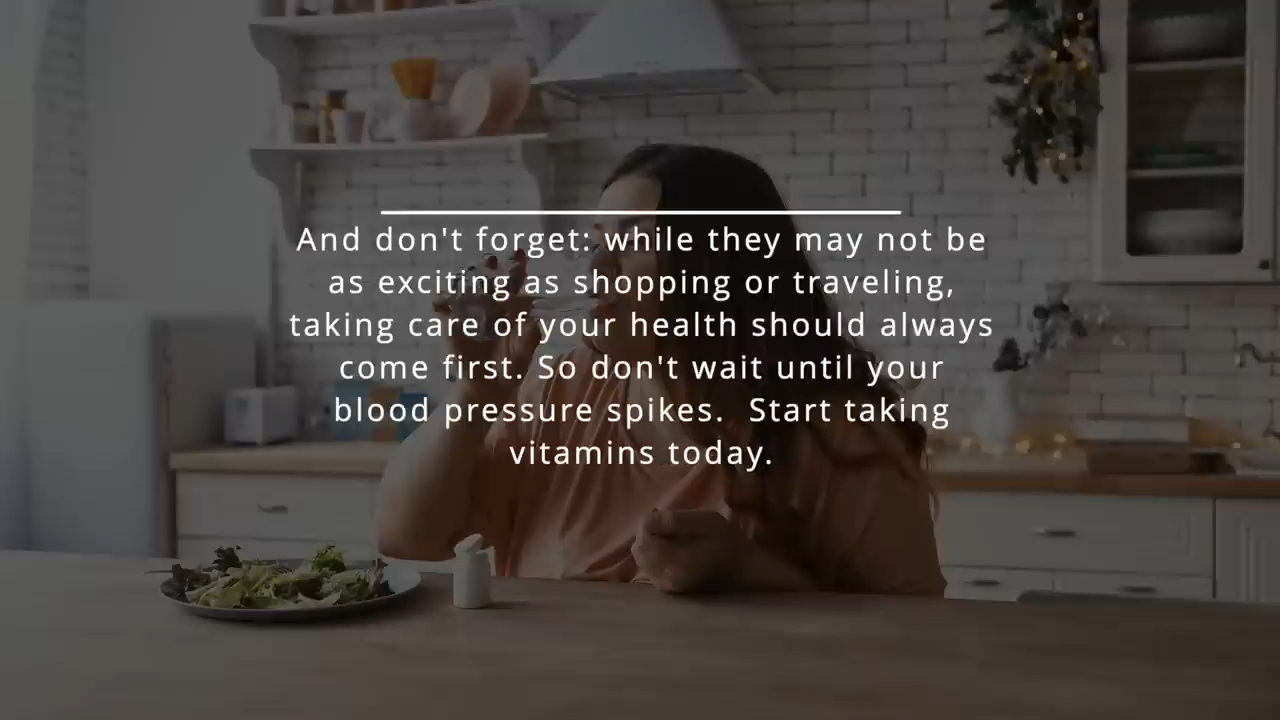 And don't forget: while they may not be
as exciting as shopping or traveling,
taking care of your health should always
come first. So don't wait until your
blood pressure spikes.  Start taking
vitamins today.